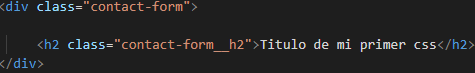 <div class="contact-form">
<h2 class="contact-form__h2">Titulo de mi primer css</h2>
</div>